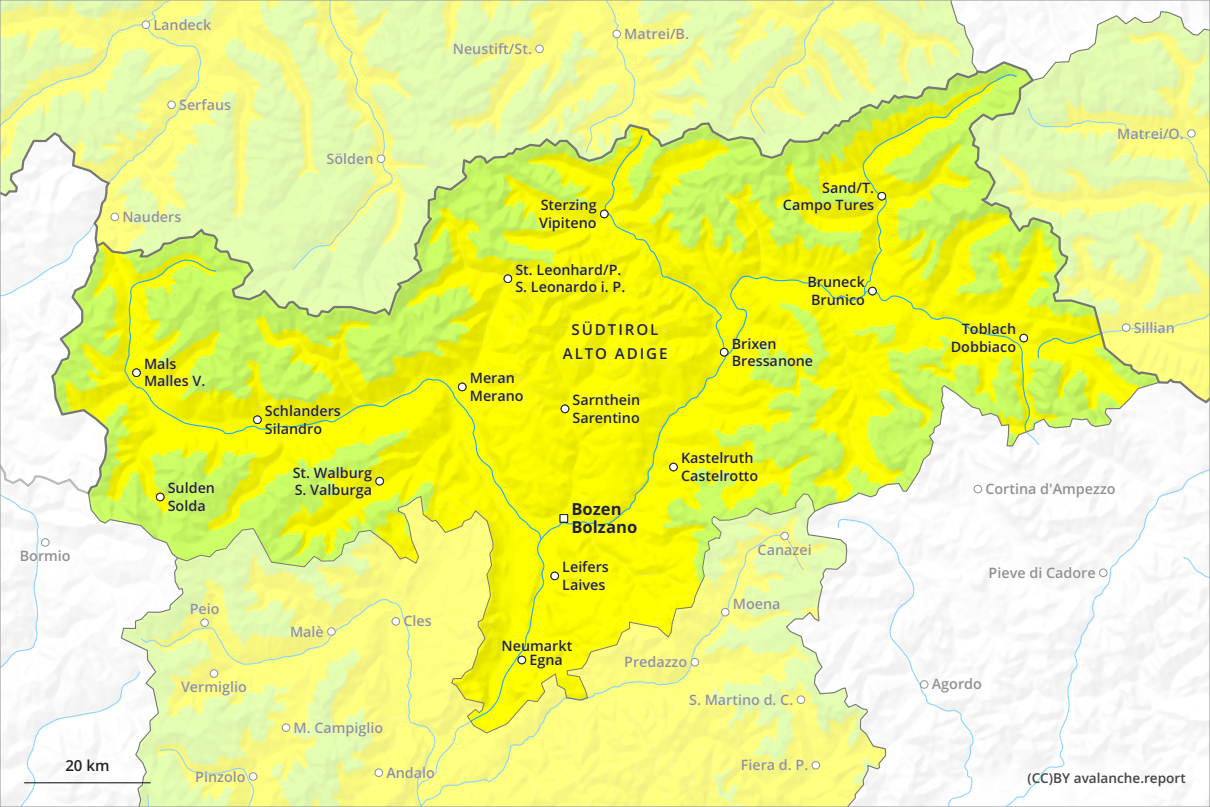 Landeck
Matrei/B.
Neustift/St.
Serfaus
Matrei/O.
Sölden
Sand/T.
Campo Tures
Sterzing
Vipiteno
Nauders
St. Leonhard/P.
S. Leonardo i. P.
Bruneck
Brunico
SÜDTIROL
ALTO ADIGE
Toblach
Dobbiaco
Sillian
Brixen
Bressanone
Mals
Malles V.
Meran
Merano
Sarnthein
Sarentino
Schlanders
Silandro
Kastelruth
Castelrotto
St. Walburg
S. Valburga
Sulden
Solda
Cortina d'Ampezzo
Bozen
Bolzano
Bormio
Canazei
Leifers
Laives
Pieve di Cadore
Peio
Moena
Malè
Cles
Neumarkt
Egna
Predazzo
Vermiglio
Agordo
S. Martino d. C.
M. Campiglio
Fiera d. P.
20 km
Pinzolo
Andalo
(CC)BY avalanche.report